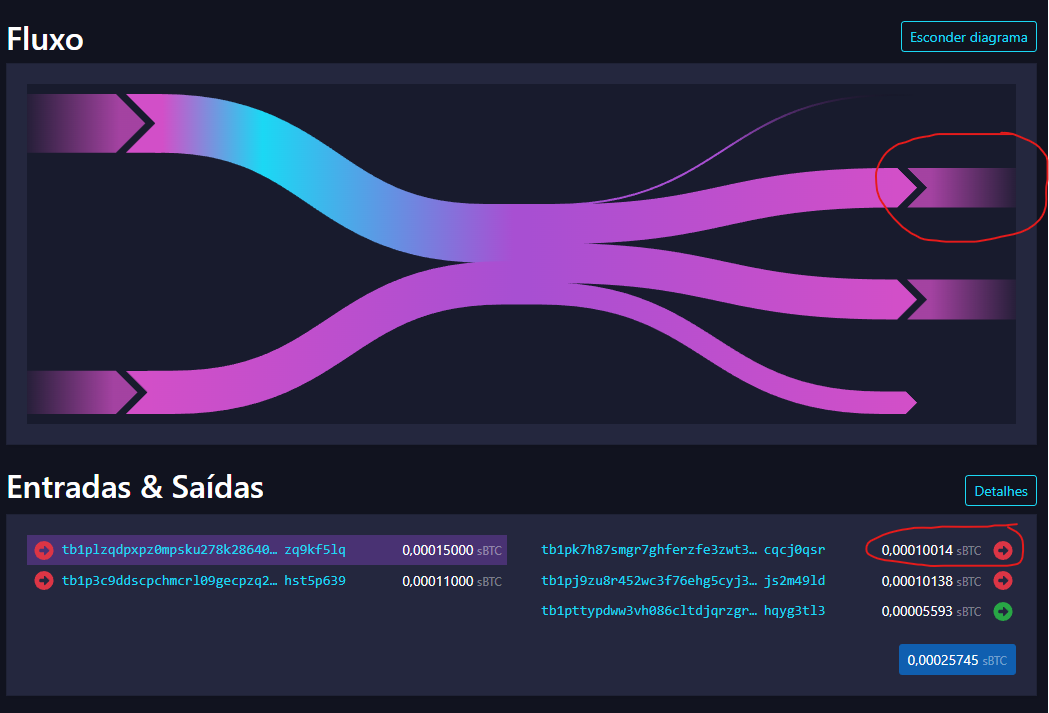 Fluxo
Esconder diagrama
Entradas & Saídas
Detalhes
tb1plzqdpxpz0mpsku278k28640… zq9kf5lq 0,00015000 sBTC
tb1p3c9ddscpchmcrl09gecpzq2… hst5p639 0,00011000 sBTC
tb1pk7h87smgr7ghferzfe3zwt3… cqcj0qsr 0,00010014 sBTC
tb1pj9zu8r452wc3f76ehg5cyj3… js2m49ld 0,00010138 sBTC
tb1pttypdww3vh086cltdjqrzgr… hqyg3tl3 0,00005593 sBTC
0,00025745 sBTC